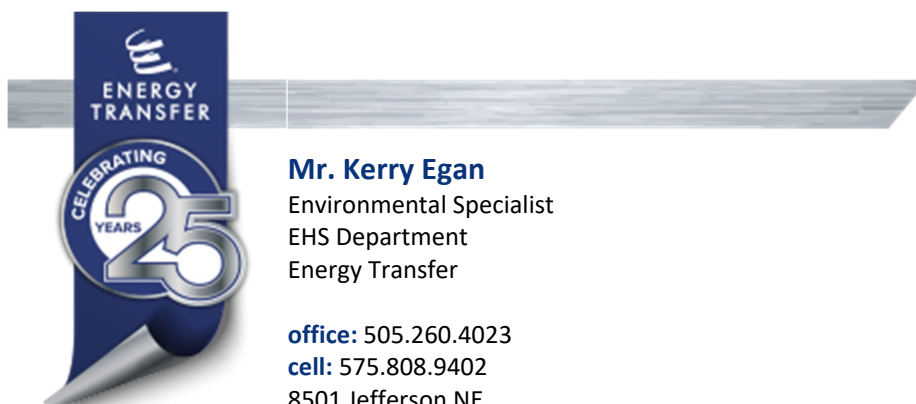 ENERGY
TRANSFER
CELEBRATING
25
YEARS
Mr. Kerry Egan
Environmental Specialist
EHS Department
Energy Transfer
office: 505.260.4023
cell: 575.808.9402
8501 Jefferson NE